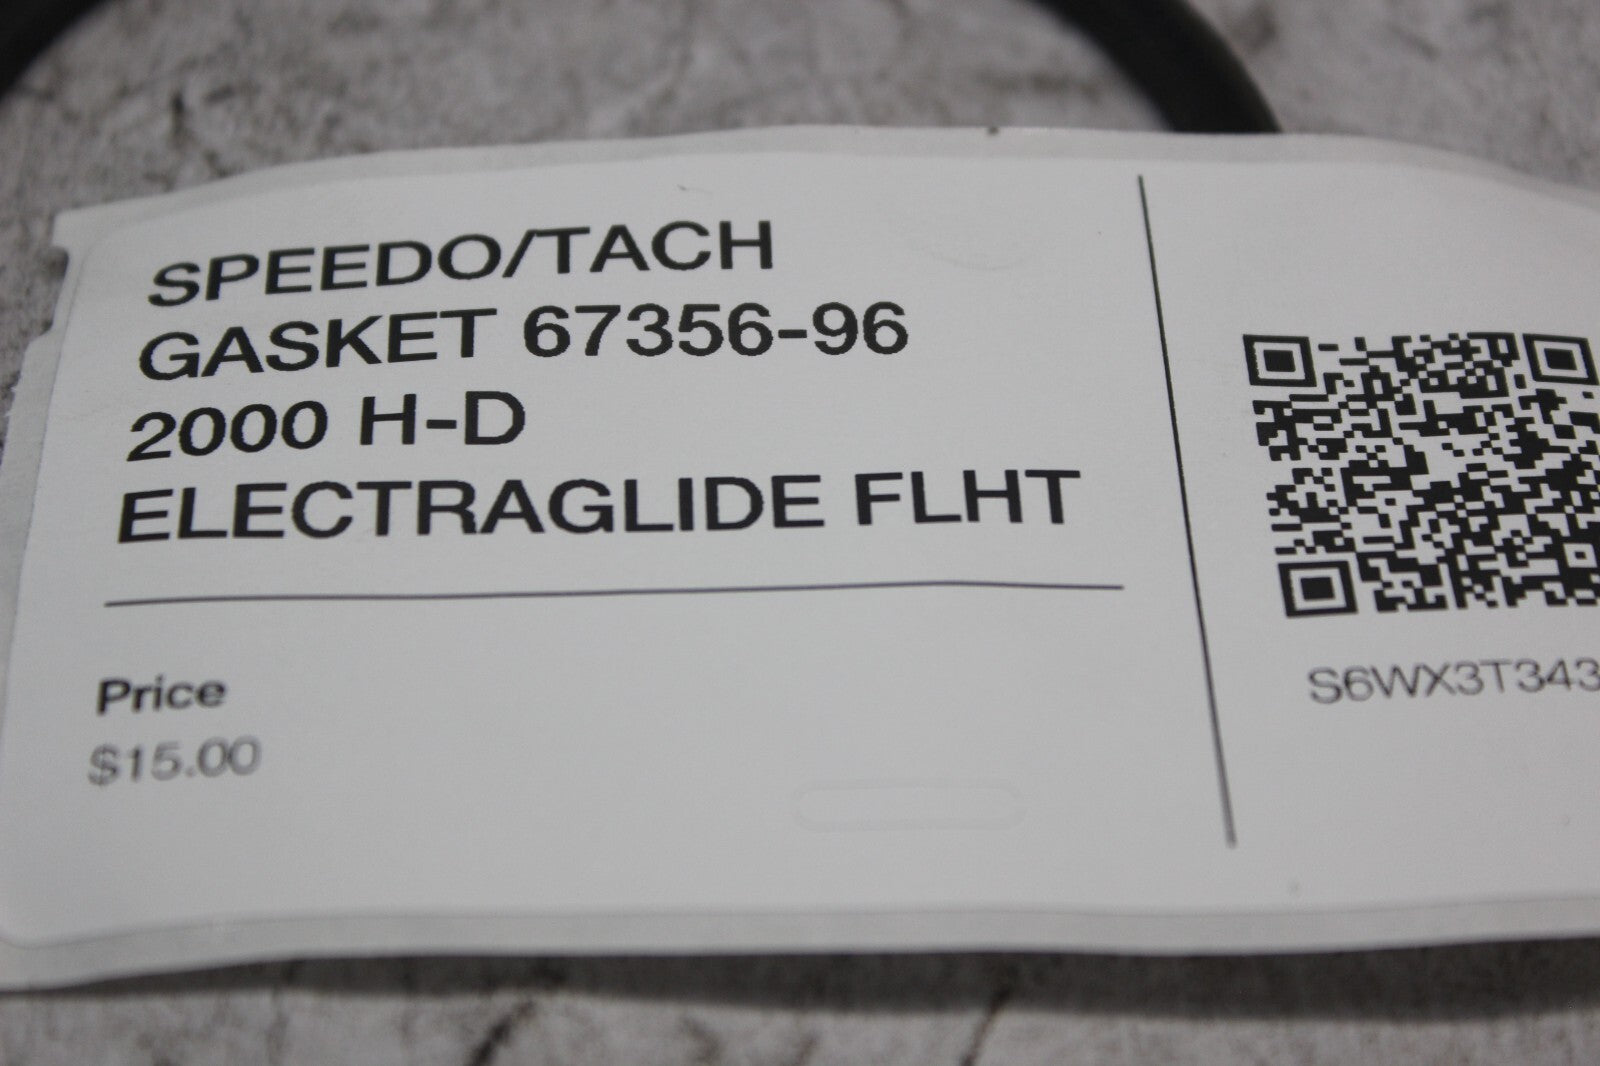 SPEEDO/TACH
GASKET 67356-96
2000 H-D
ELECTRAGLIDE FLHT
Price
$15.00
S6WX3T343